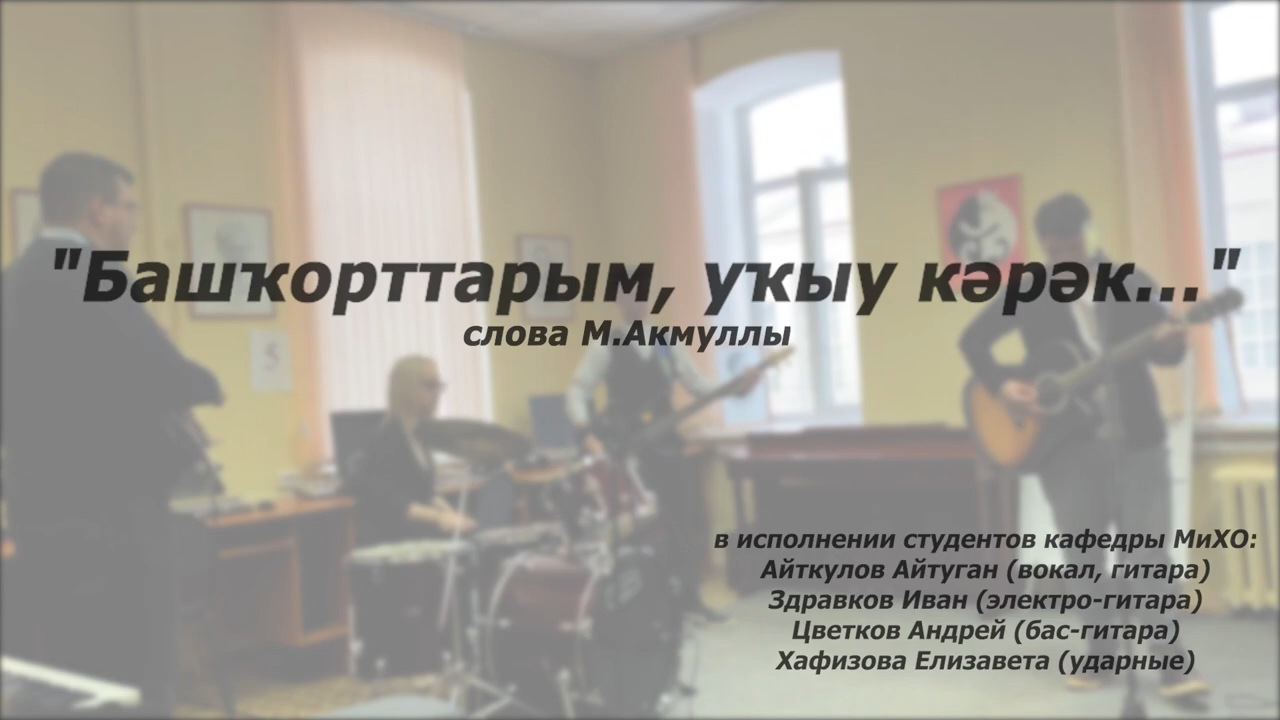 "Башҡорттарым, уҡыу кәрәк..."
слова М.Акмуллы
в исполнении студентов кафедры МиХО:
Айткулов Айтуган (вокал, гитара)
Здравков Иван (электро-гитара)
Цветков Андрей (бас-гитара)
Хафизова Елизавета (ударные)